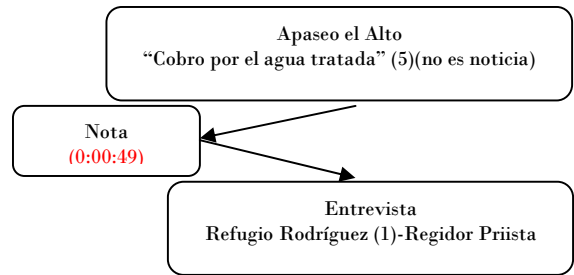 Apaseo el Alto
“Cobro por el agua tratada” (5)(no es noticia)
Nota
(0:00:49)
Entrevista
Refugio Rodríguez (1)-Regidor Priista